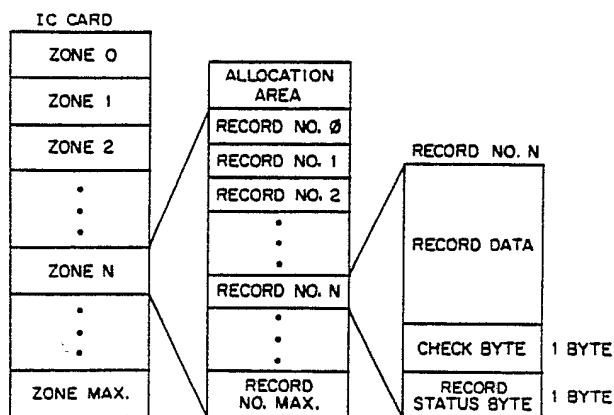 IC CARD
ZONE 0
ZONE 1
ZONE 2
ZONE N
ZONE MAX.
ALLOCATION
AREA
RECORD NO. Ø
RECORD NO. 1
RECORD NO. 2
RECORD NO. N
RECORD
NO. MAX.
RECORD NO. N
RECORD DATA
CHECK BYTE 1 BYTE
RECORD
STATUS BYTE 1 BYTE